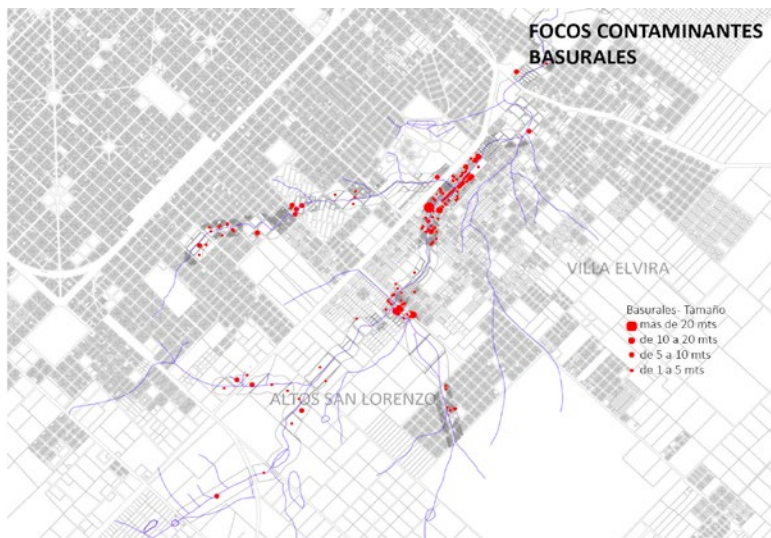 FOCOS CONTAMINANTES
BASURALES
VILLA ELVIRA
Basurales- Tamaño
mas de 20 mts
de 10 a 20 mts
de 5 a 10 mts
de 1 a 5 mts
ALTOS SAN LORENZO